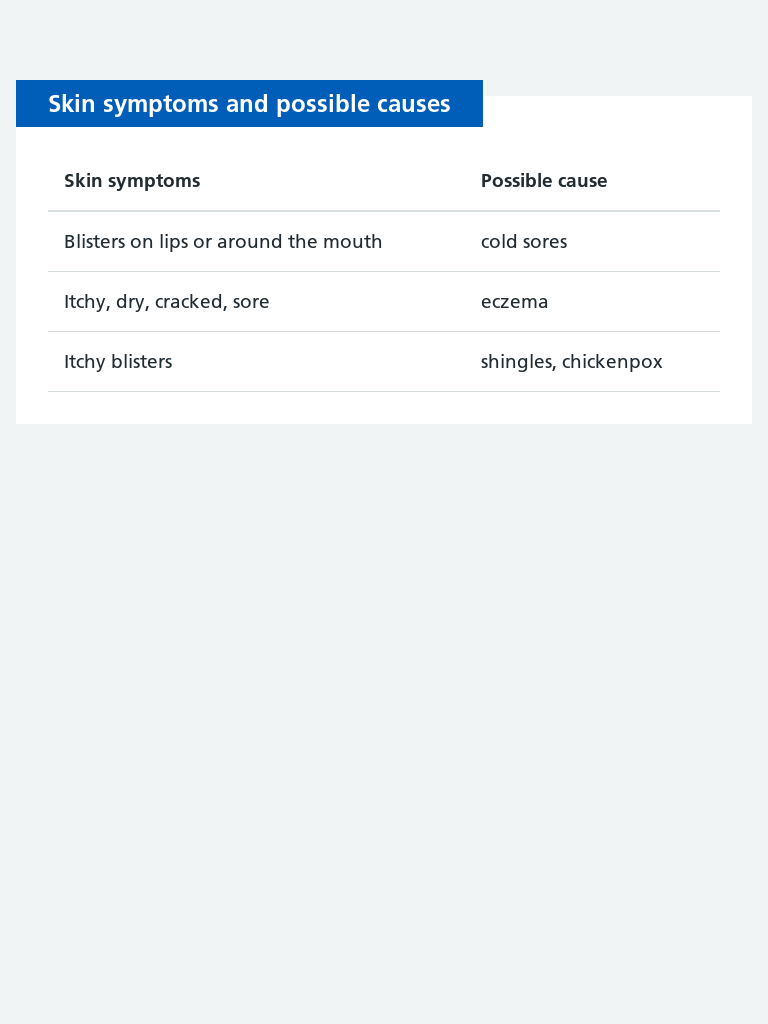 Skin symptoms and possible causes
Skin symptoms Possible cause
Blisters on lips or around the mouth cold sores
Itchy, dry, cracked, sore eczema
Itchy blisters shingles, chickenpox